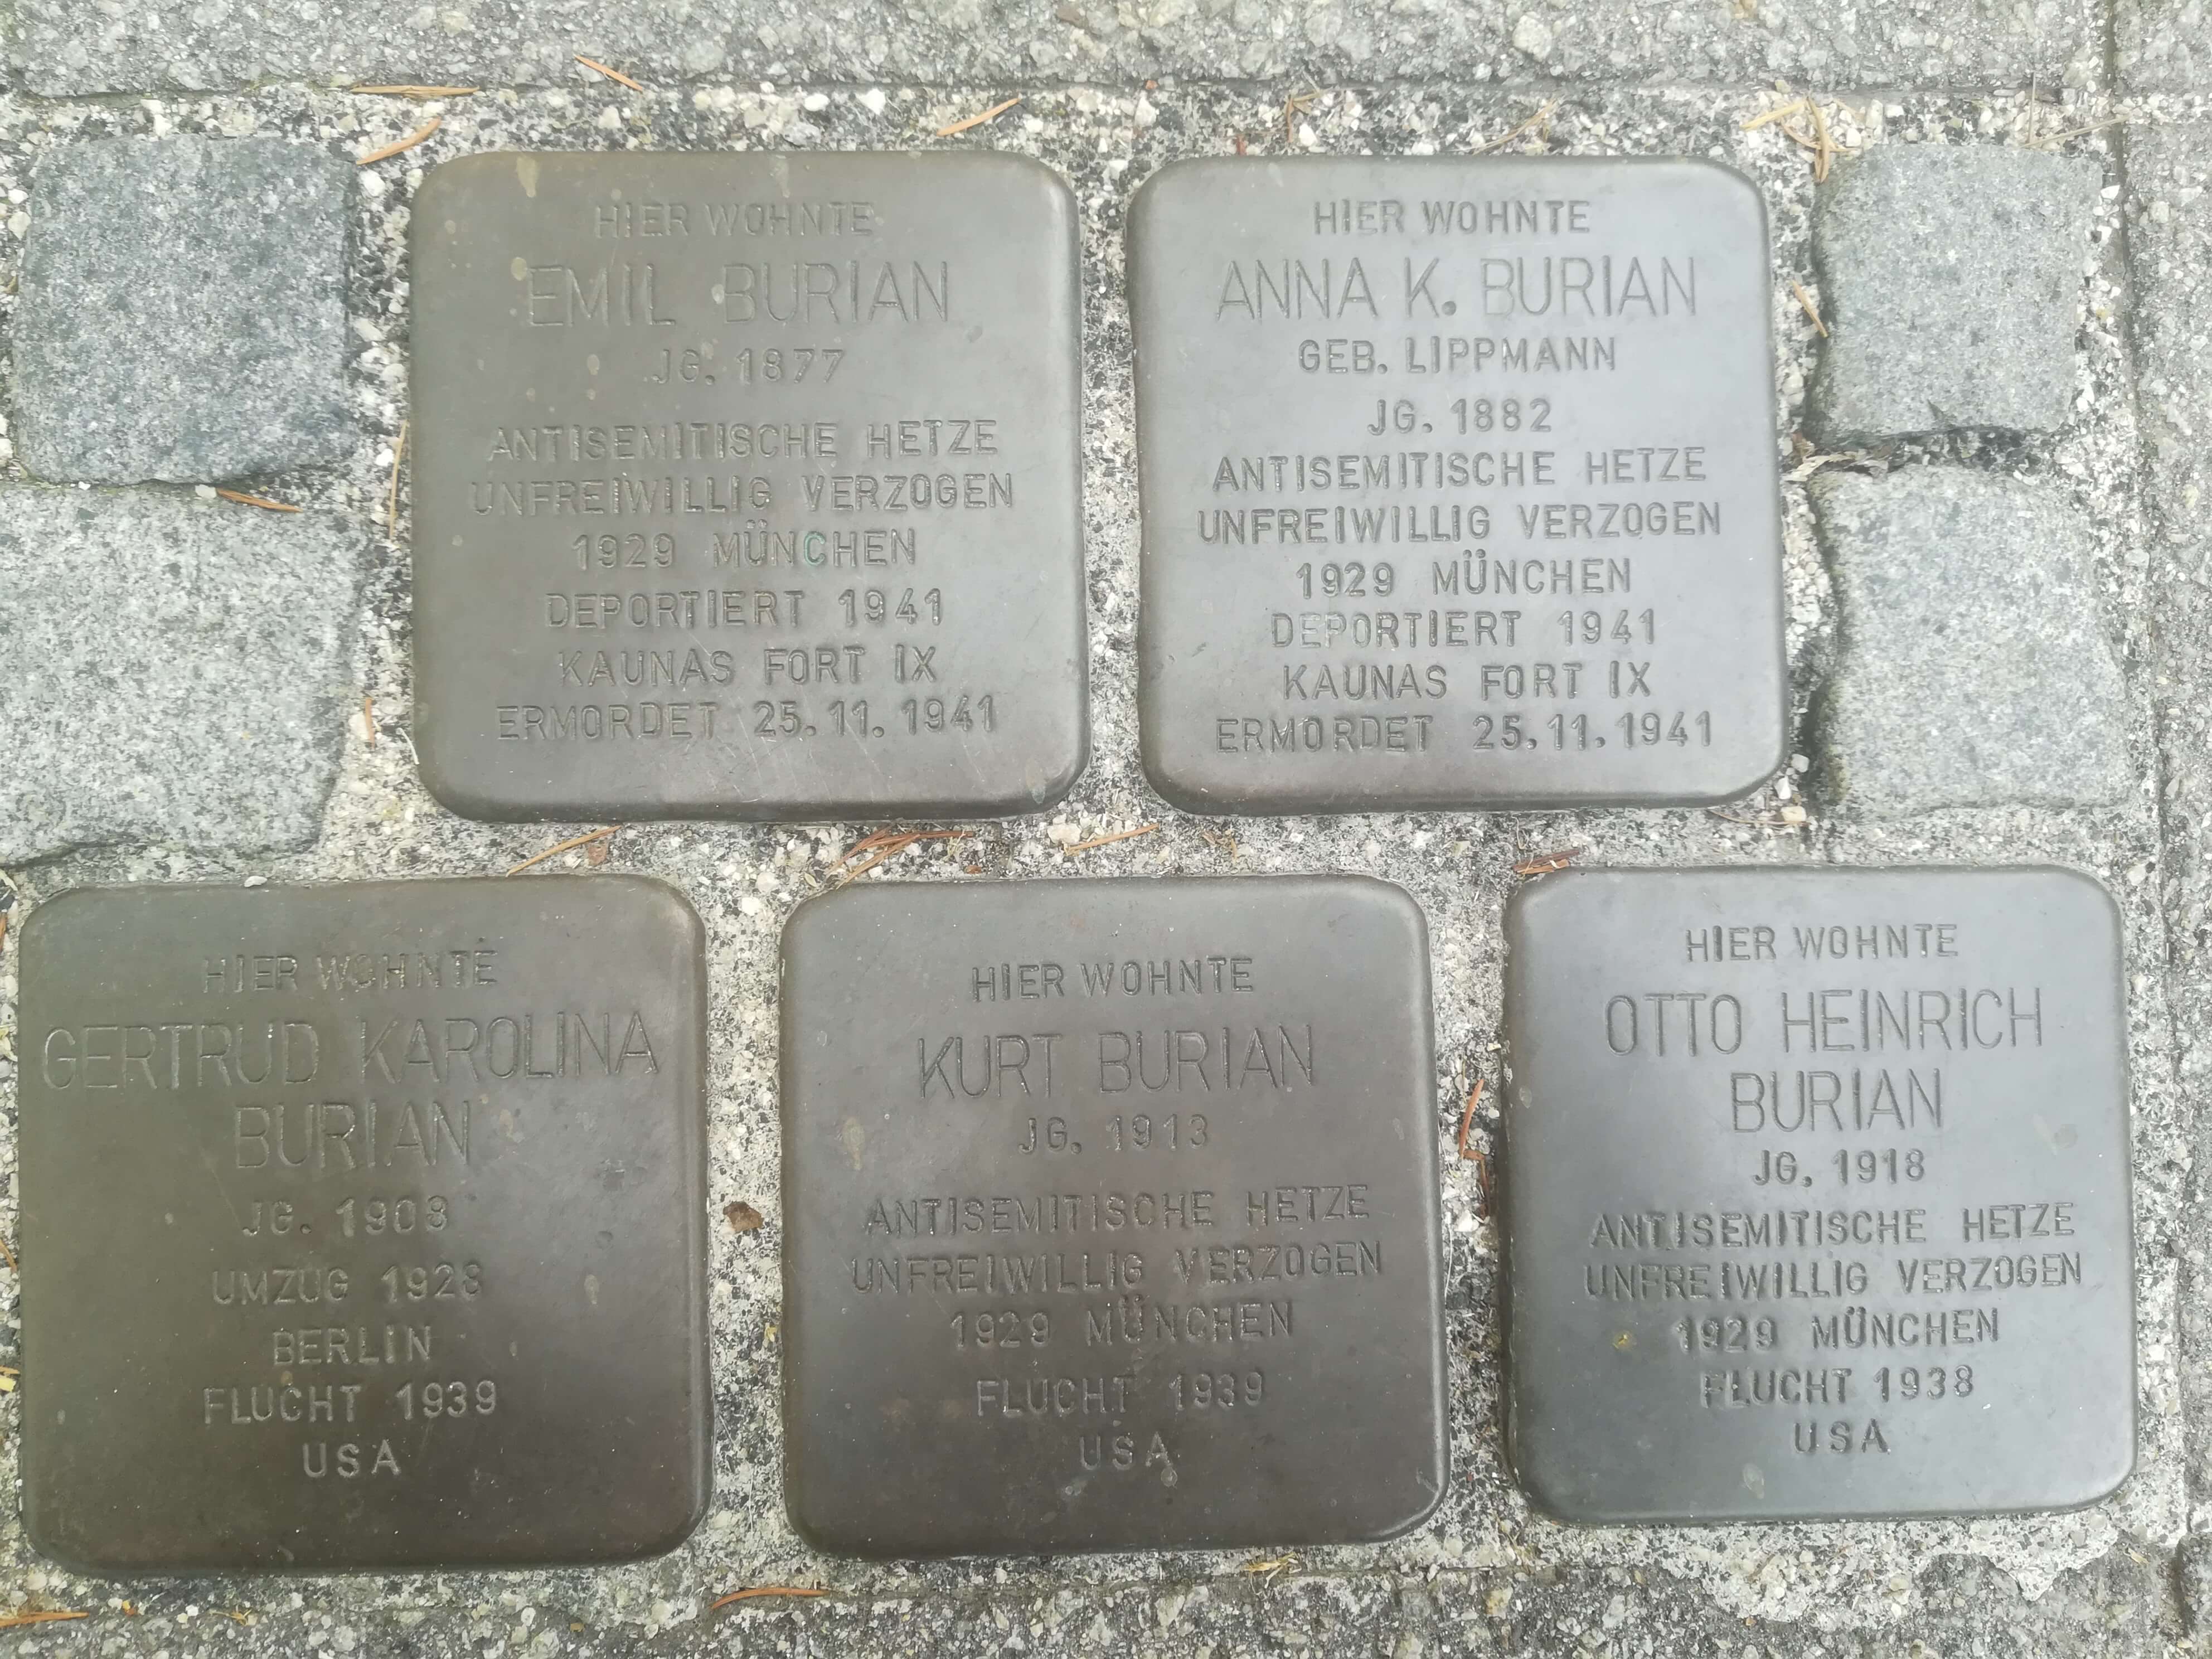 HIER WOHNTE
EMIL BURIAN
JG. 1877
ANTISEMITISCHE HETZE
UNFREIWILLIG VERZOGEN
1929 MÜNCHEN
DEPORTIERT 1941
KAUNAS FORT IX
ERMORDET 25.11.1941
HIER WOHNTE
ANNA K. BURIAN
GEB. LIPPMANN
JG. 1882
ANTISEMITISCHE HETZE
UNFREIWILLIG VERZOGEN
1929 MÜNCHEN
DEPORTIERT 1941
KAUNAS FORT IX
ERMORDET 25.11.1941
HIER WOHNTE
GERTRUD KAROLINA
BURIAN
JG. 1908
UMZUG 1928
BERLIN
FLUCHT 1939
USA
HIER WOHNTE
KURT BURIAN
JG. 1913
ANTISEMITISCHE HETZE
UNFREIWILLIG VERZOGEN
1929 MÜNCHEN
FLUCHT 1939
USA
HIER WOHNTE
OTTO HEINRICH
BURIAN
JG. 1918
ANTISEMITISCHE HETZE
UNFREIWILLIG VERZOGEN
1929 MÜNCHEN
FLUCHT 1938
USA